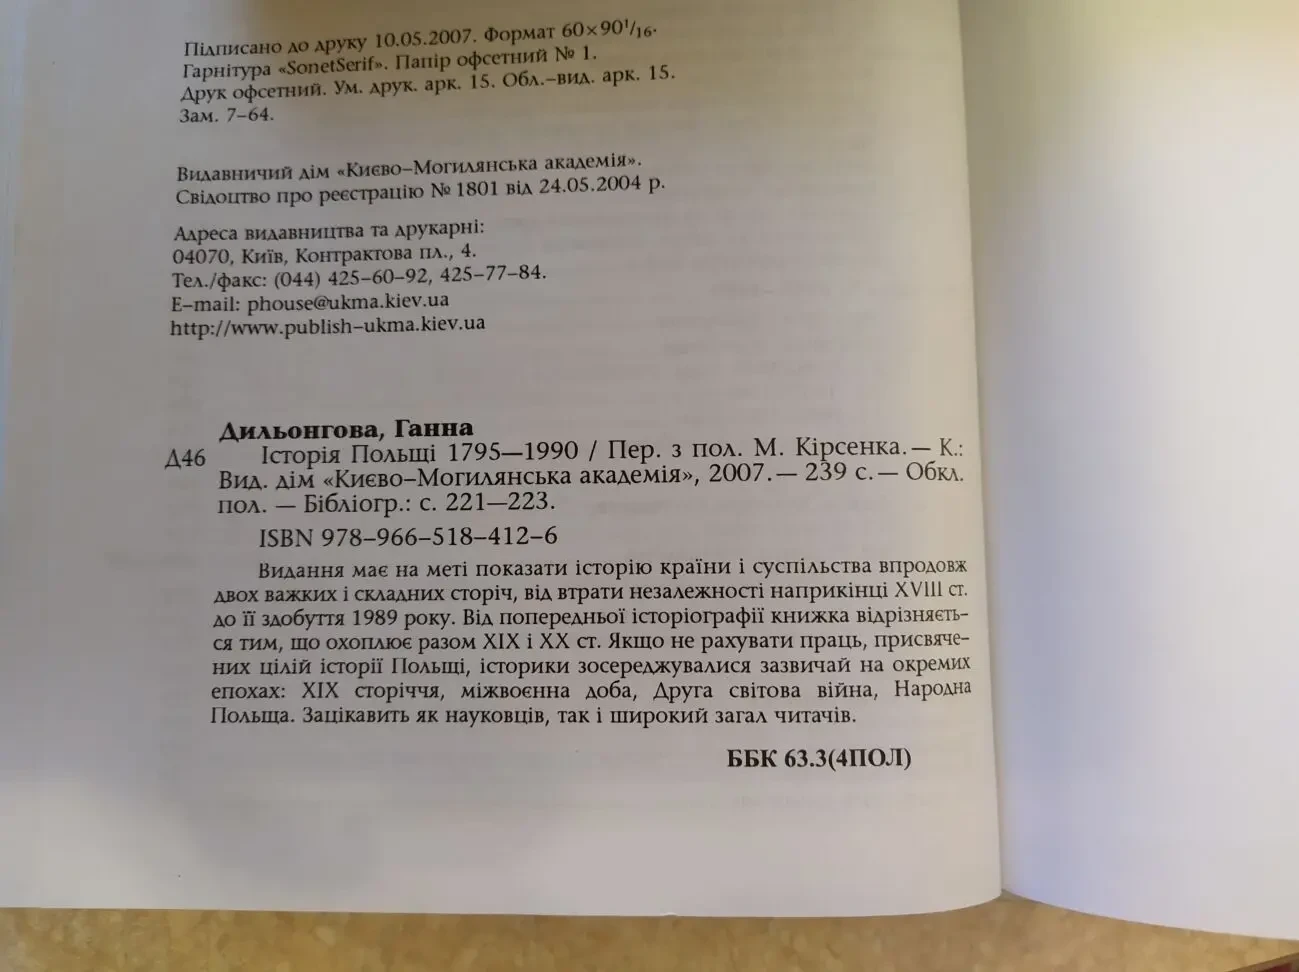 Підписано до друку 10.05.2007. Формат 60×90¹/₁₆.
Гарнітура «SonetSerif». Папір офсетний № 1.
Друк офсетний. Ум. друк. арк. 15. Обл.–вид. арк. 15.
Зам. 7–64.
Видавничий дім «Києво–Могилянська академія».
Свідоцтво про реєстрацію № 1801 від 24.05.2004 р.
Адреса видавництва та друкарні:
04070, Київ, Контрактова пл., 4.
Тел./факс: (044) 425–60–92, 425–77–84.
E–mail: phouse@ukma.kiev.ua
http://www.publish–ukma.kiev.ua
Дильонгова, Ганна
Д46 Історія Польщі 1795—1990 / Пер. з пол. М. Кірсенка. — К.:
Вид. дім «Києво–Могилянська академія», 2007. — 239 с. — Обкл.
пол. — Бібліогр.: с. 221—223.
ISBN 978–966–518–412–6
Видання має на меті показати історію країни і суспільства впродовж
двох важких і складних сторіч, від втрати незалежності наприкінці XVIII ст.
до її здобуття 1989 року. Від попередньої історіографії книжка відрізняєть-
ся тим, що охоплює разом XIX і XX ст. Якщо не рахувати праць, присвяче-
них цілій історії Польщі, історики зосереджувалися зазвичай на окремих
епохах: XIX сторіччя, міжвоєнна доба, Друга світова війна, Народна
Польща. Зацікавить як науковців, так і широкий загал читачів.
ББК 63.3(4ПОЛ)